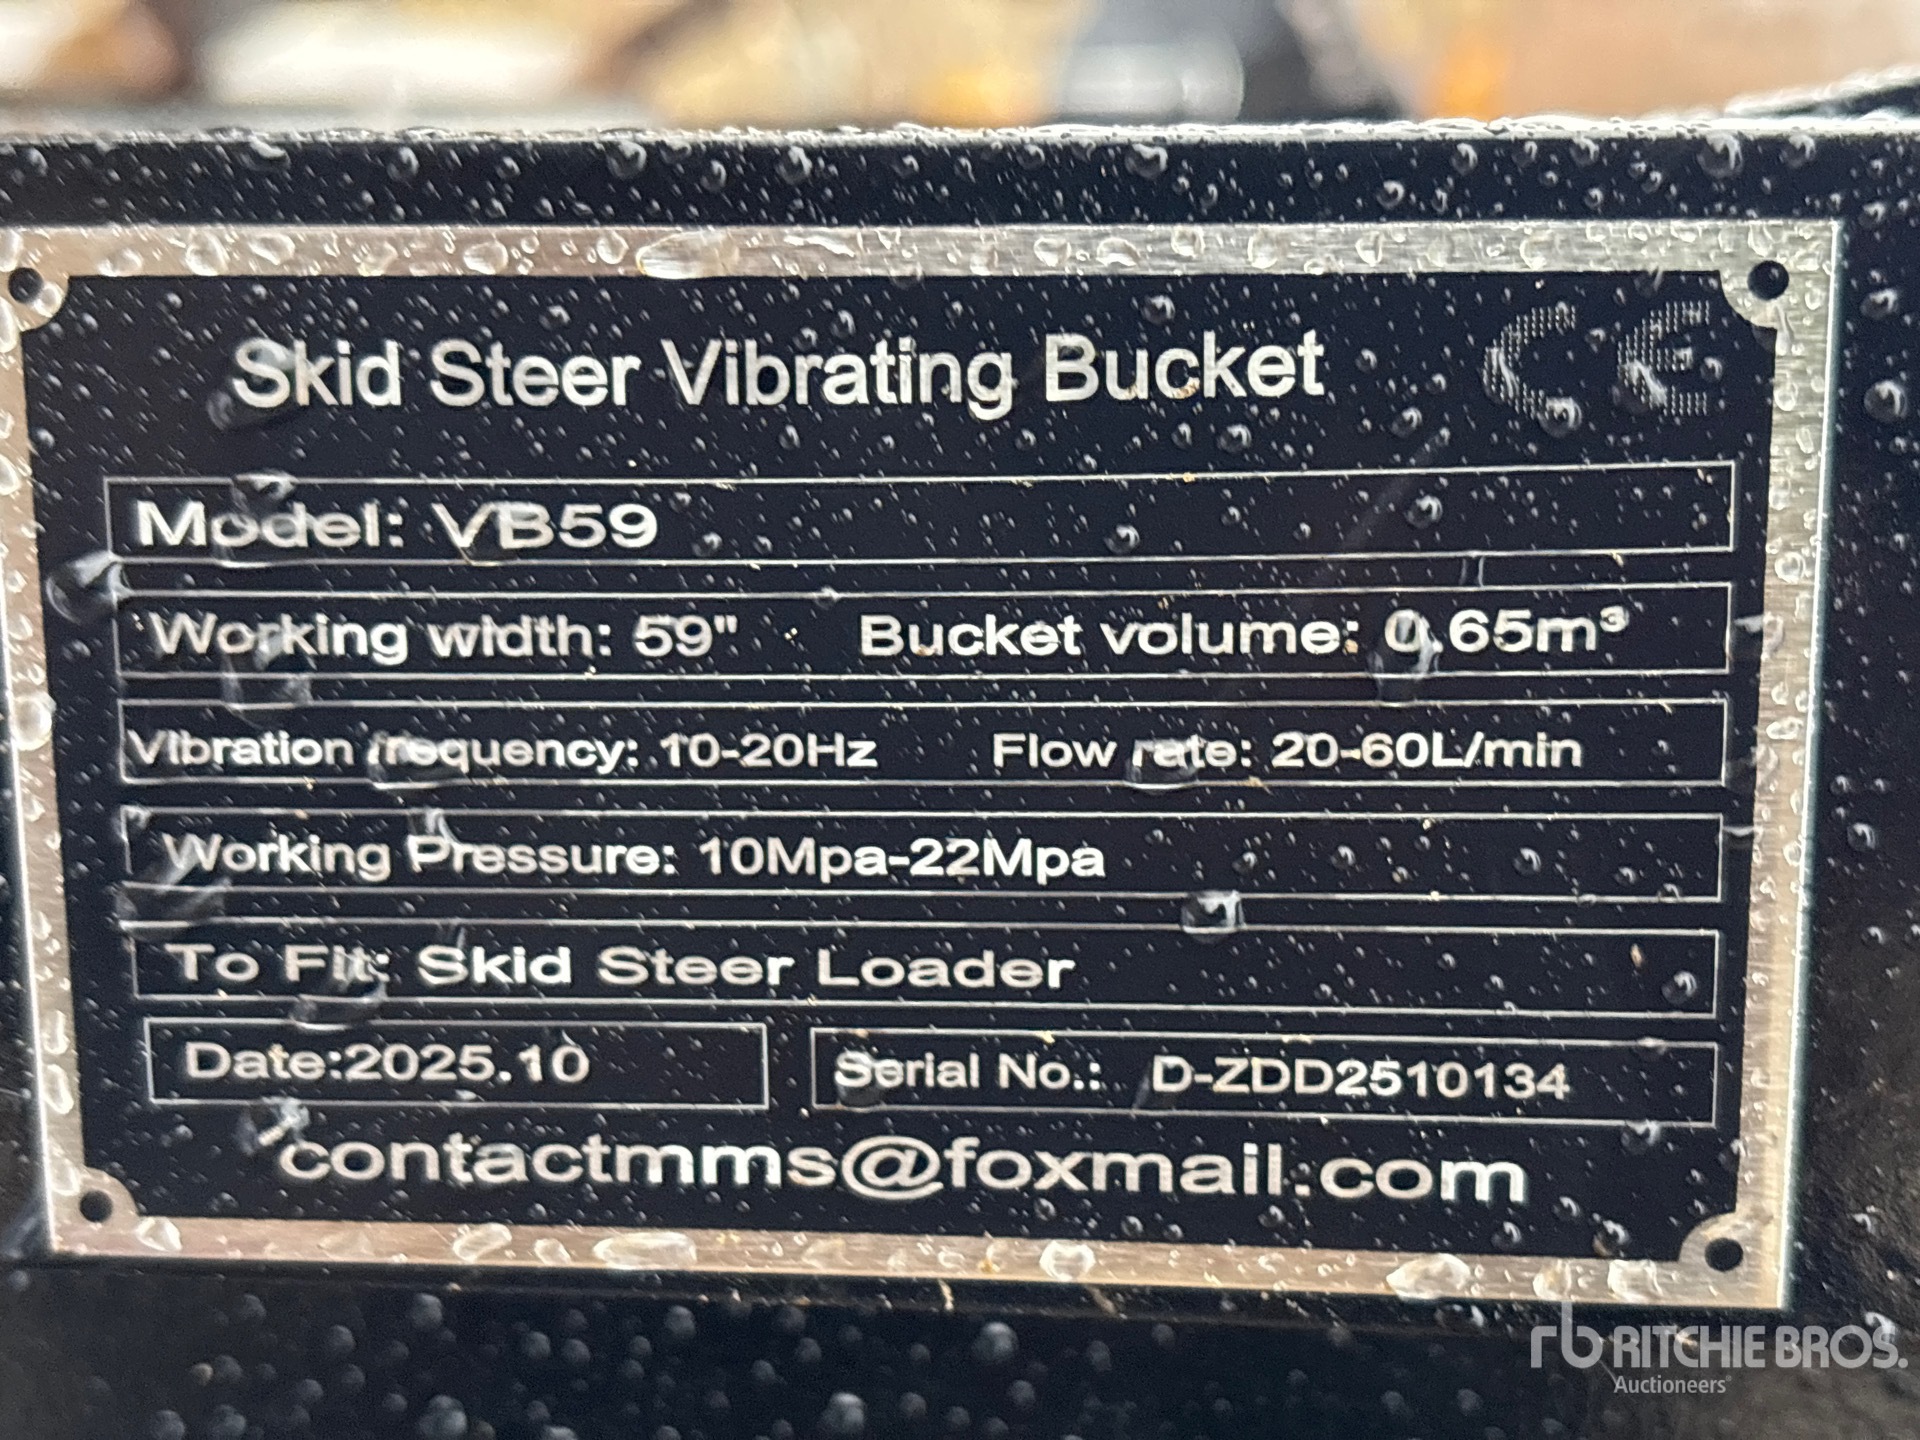 Skid Steer Vibrating Bucket CE
Model: VB59
Working width: 59" Bucket volume: 0.65m³
Vibration frequency: 10-20Hz Flow rate: 20-60L/min
Working Pressure: 10Mpa-22Mpa
To Fit: Skid Steer Loader
Date:2025.10 Serial No.: D-ZDD2510134
contactmms@foxmail.com
rb RITCHIE BROS.
Auctioneers